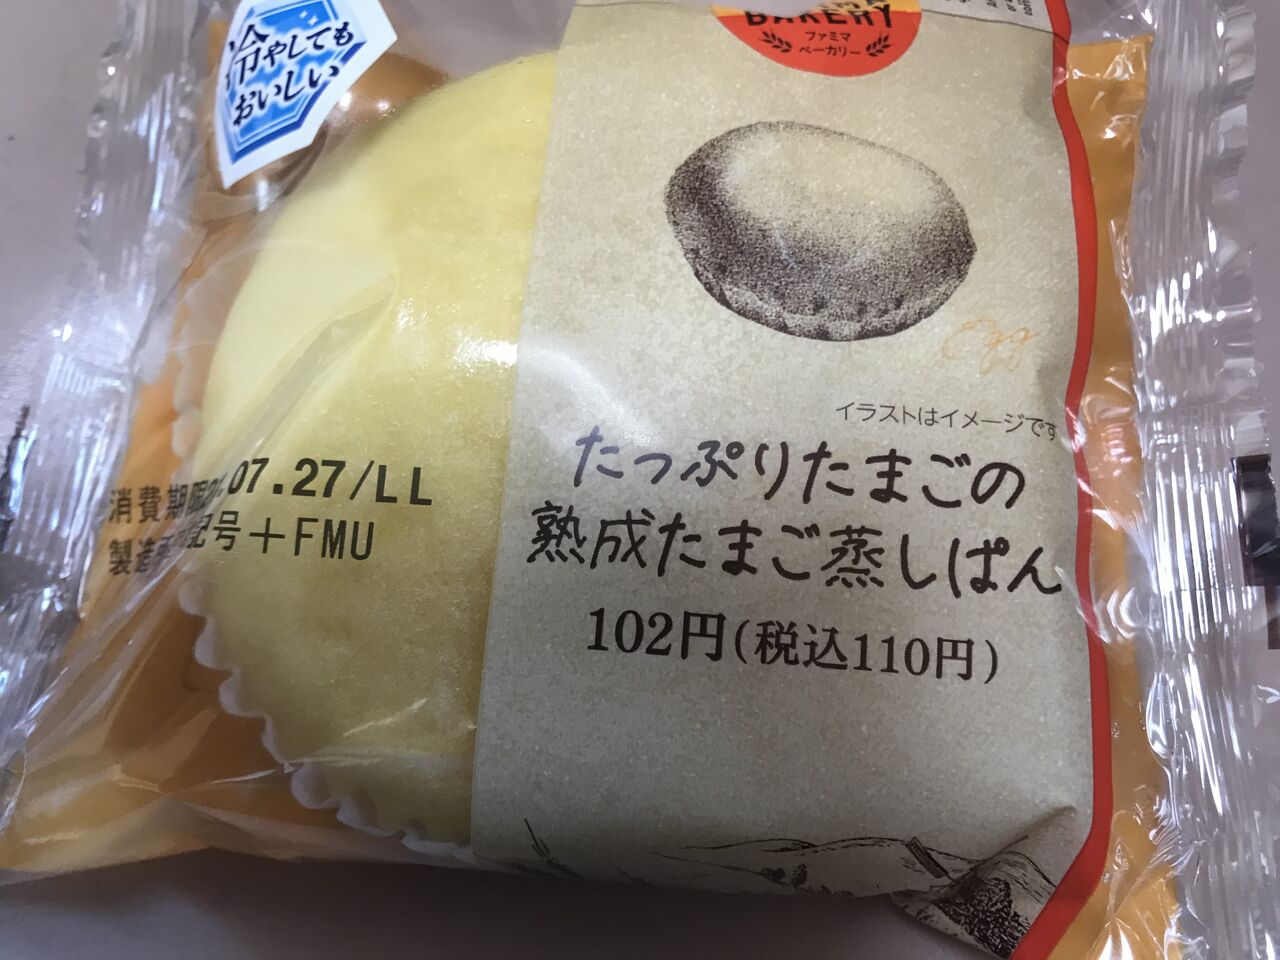 冷やしても
おいしい
BAKERY
ファミマ
ベーカリー
Egg
イラストはイメージです
たっぷりたまごの
熟成たまご蒸しぱん
102円(税込110円)
消費期限 .07.27/LL
製造所 記号+FMU